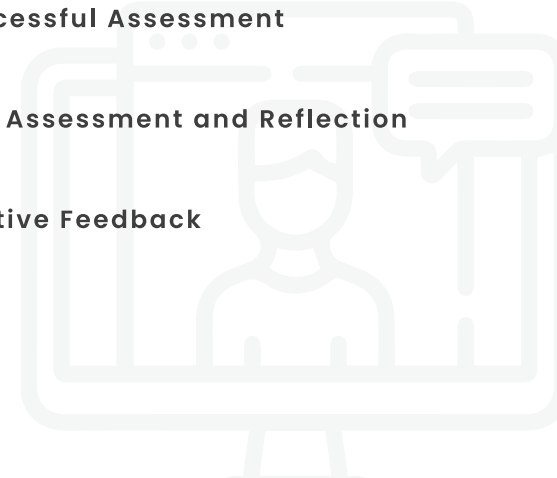 cessful Assessment
Assessment and Reflection
tive Feedback